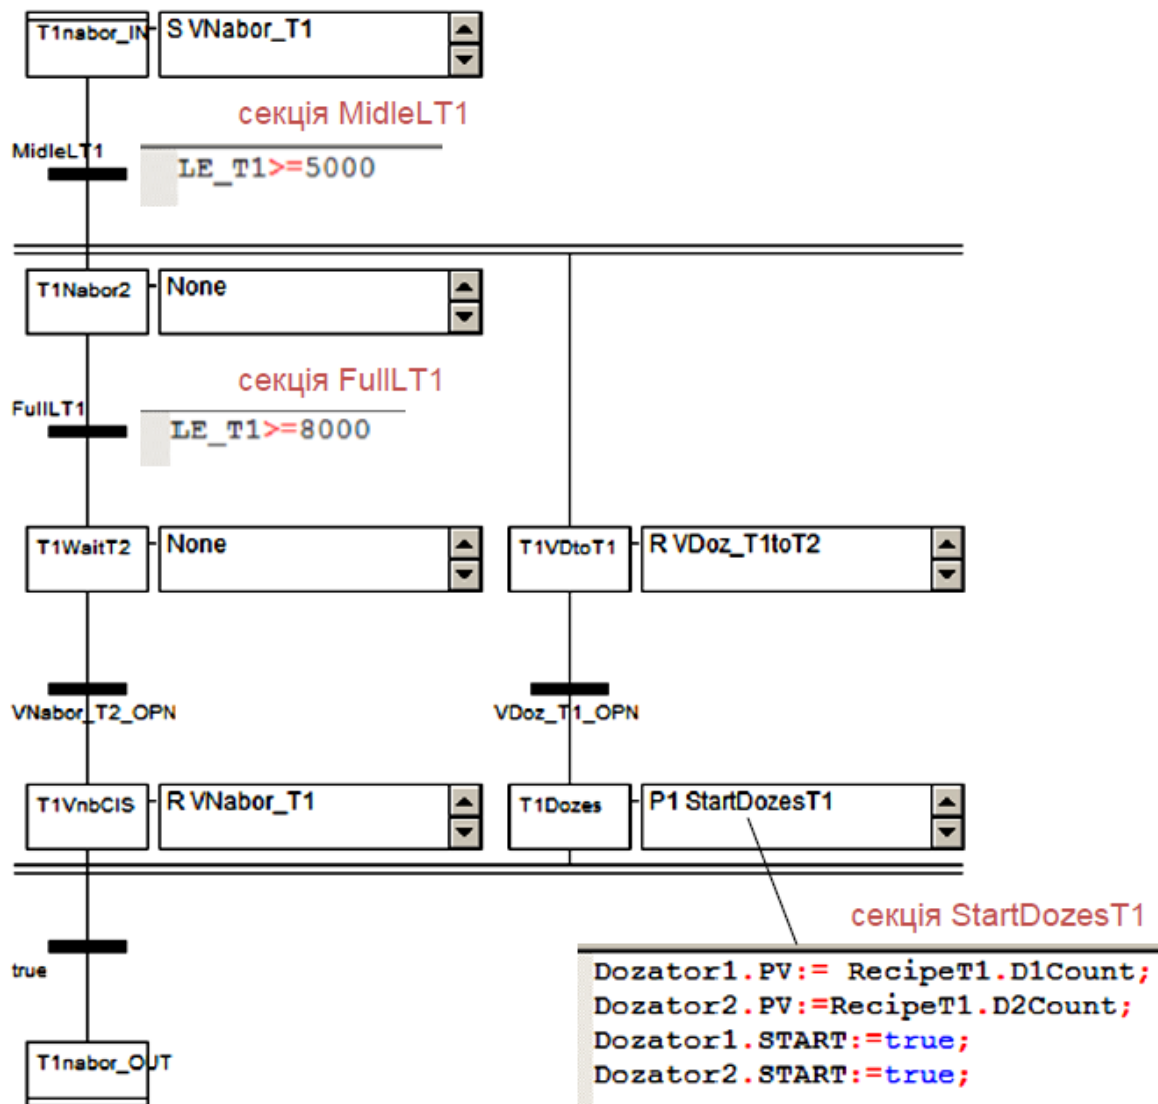 T1nabor_IN
S VNabor_T1
секція MidleLT1
MidleLT1
LE_T1>=5000
T1Nabor2
None
секція FullLT1
FullLT1
LE_T1>=8000
T1WaitT2
None
T1VDtoT1
R VDoz_T1toT2
VNabor_T2_OPN
VDoz_T1_OPN
T1VnbClS
R VNabor_T1
T1Dozes
P1 StartDozesT1
секція StartDozesT1
true
Dozator1.PV:= RecipeT1.D1Count;
Dozator2.PV:=RecipeT1.D2Count;
Dozator1.START:=true;
Dozator2.START:=true;
T1nabor_OUT